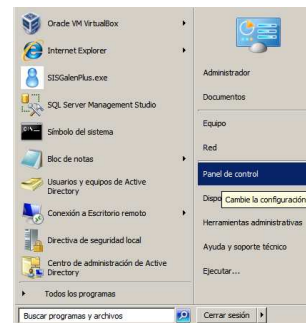 Oracle VM VirtualBox
Internet Explorer
SISGalenPlus.exe
SQL Server Management Studio
Símbolo del sistema
Bloc de notas
Usuarios y equipos de Active
Directory
Conexión a Escritorio remoto
Directiva de seguridad local
Centro de administración de Active
Directory
Todos los programas
Buscar programas y archivos
Administrador
Documentos
Equipo
Red
Panel de control
Dispo
Cambie la configuración
Herramientas administrativas
Ayuda y soporte técnico
Ejecutar...
Cerrar sesión